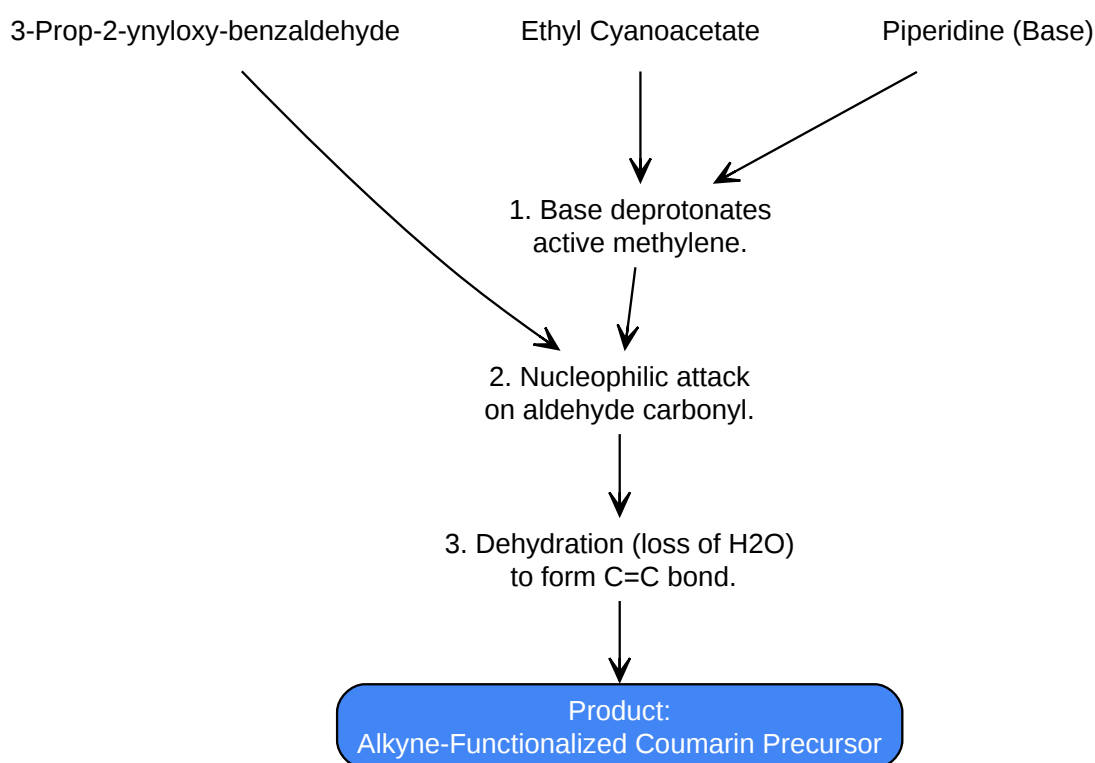 3-Prop-2-ynyloxy-benzaldehyde
Ethyl Cyanoacetate
Piperidine (Base)
1. Base deprotonates
active methylene.
2. Nucleophilic attack
on aldehyde carbonyl.
3. Dehydration (loss of H2O)
to form C=C bond.
Product:
Alkyne-Functionalized Coumarin Precursor